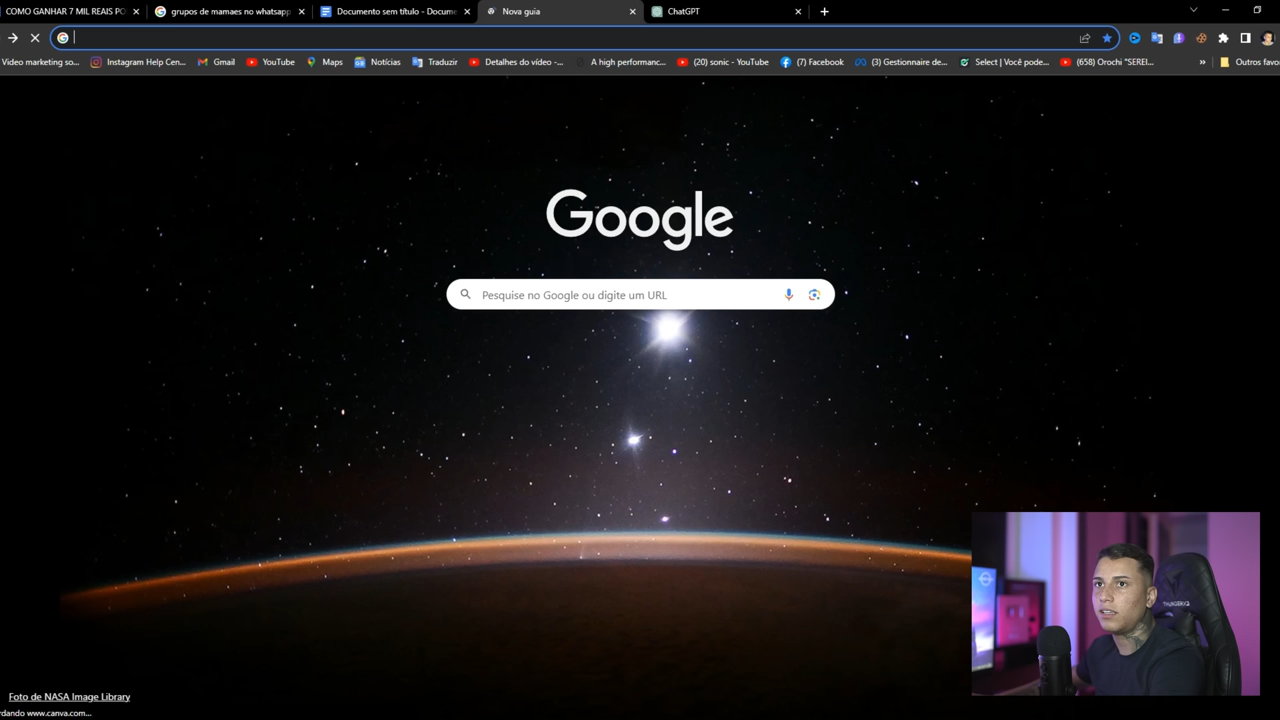 COMO GANHAR 7 MIL REAIS PO
grupos de mamaes no whatsapp
Documento sem título - Docume
Nova guia
ChatGPT
Video marketing so...
Instagram Help Cen...
Gmail
YouTube
Maps
Notícias
Traduzir
Detalhes do vídeo -...
A high performanc...
(20) sonic - YouTube
(7) Facebook
(3) Gestionnaire de...
Select | Você pode...
(658) Orochi "SEREI...
»
Outros favo
Google
Pesquise no Google ou digite um URL
THUNDERX3
Foto de NASA Image Library
rdando www.canva.com...